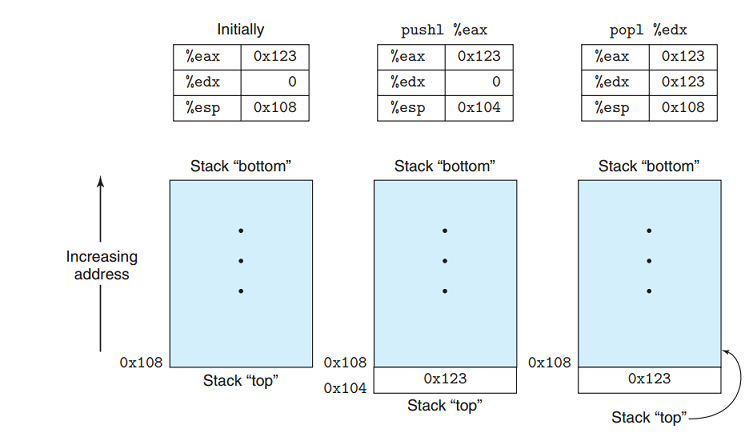 Initially
%eax 0x123
%edx 0
%esp 0x108
pushl %eax
%eax 0x123
%edx 0
%esp 0x104
popl %edx
%eax 0x123
%edx 0x123
%esp 0x108
Increasing
address
Stack “bottom”
0x108
Stack “top”
Stack “bottom”
0x108
0x104
0x123
Stack “top”
Stack “bottom”
0x108
0x123
Stack “top”